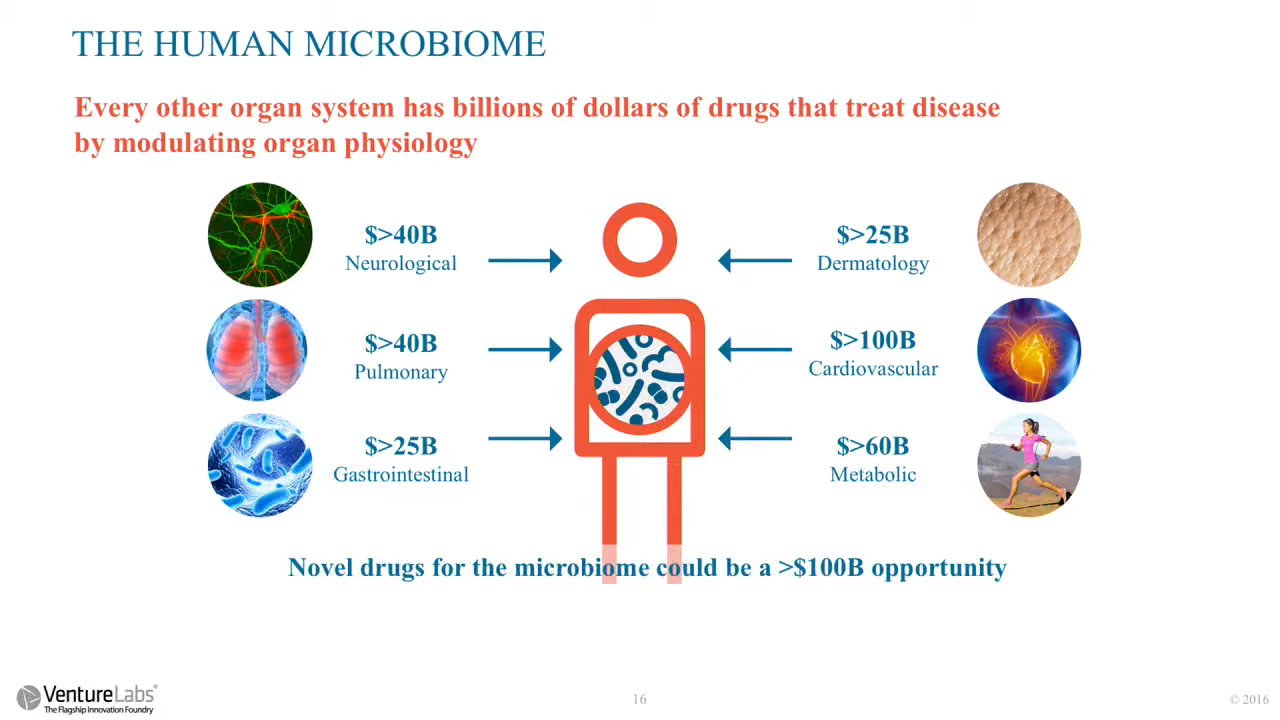 THE HUMAN MICROBIOME
Every other organ system has billions of dollars of drugs that treat disease
by modulating organ physiology
$>40B
Neurological
$>25B
Dermatology
$>40B
Pulmonary
$>100B
Cardiovascular
$>25B
Gastrointestinal
$>60B
Metabolic
Novel drugs for the microbiome could be a >$100B opportunity
VentureLabs®
The Flagship Innovation Foundry
16
© 2016